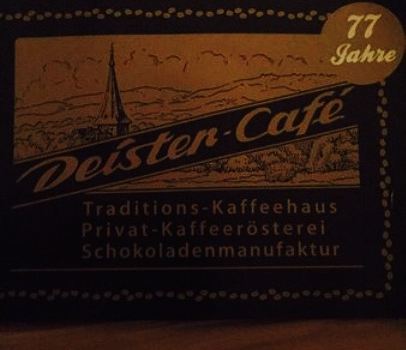 77
Jahre
Deister-Café
Traditions-Kaffeehaus
Privat-Kaffeerösterei
Schokoladenmanufaktur